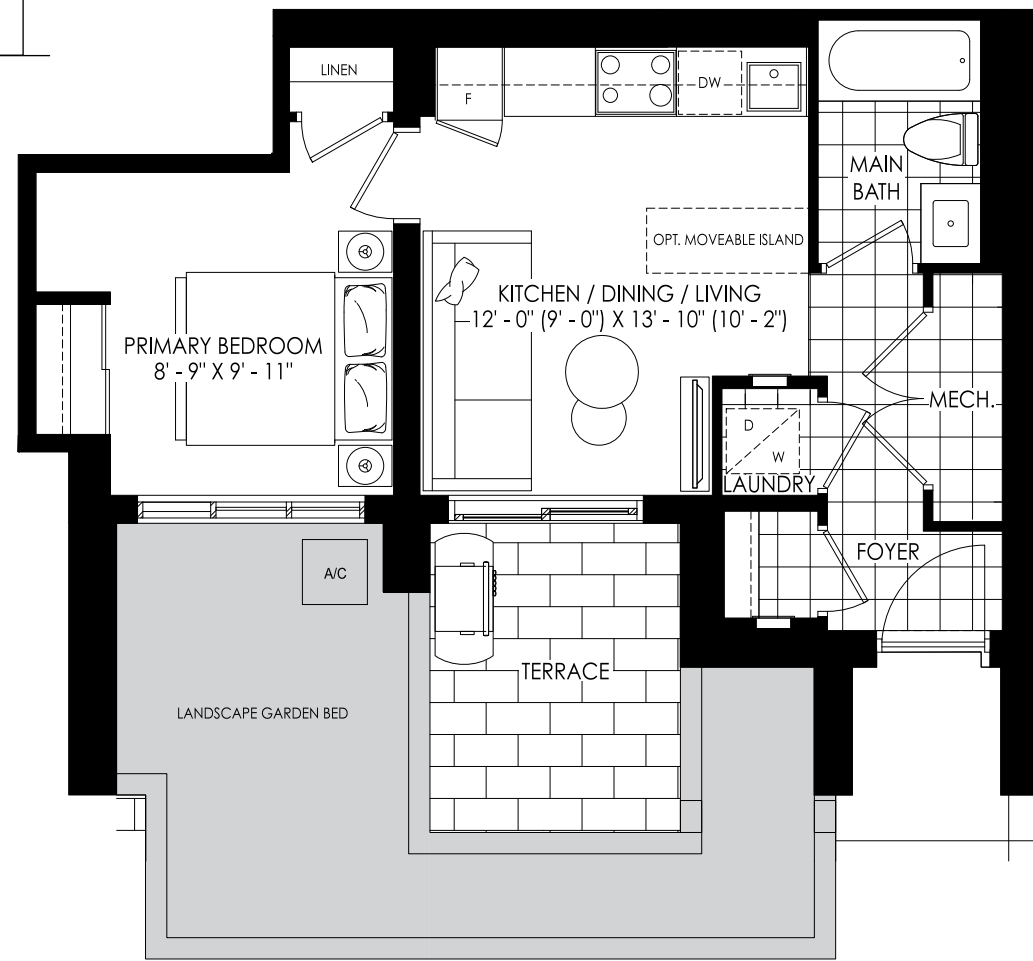 LINEN
F
DW
MAIN
BATH
OPT. MOVEABLE ISLAND
KITCHEN / DINING / LIVING
12' - 0" (9' - 0") X 13' - 10" (10' - 2")
PRIMARY BEDROOM
8' - 9" X 9' - 11"
MECH.
D
W
LAUNDRY
FOYER
A/C
TERRACE
LANDSCAPE GARDEN BED